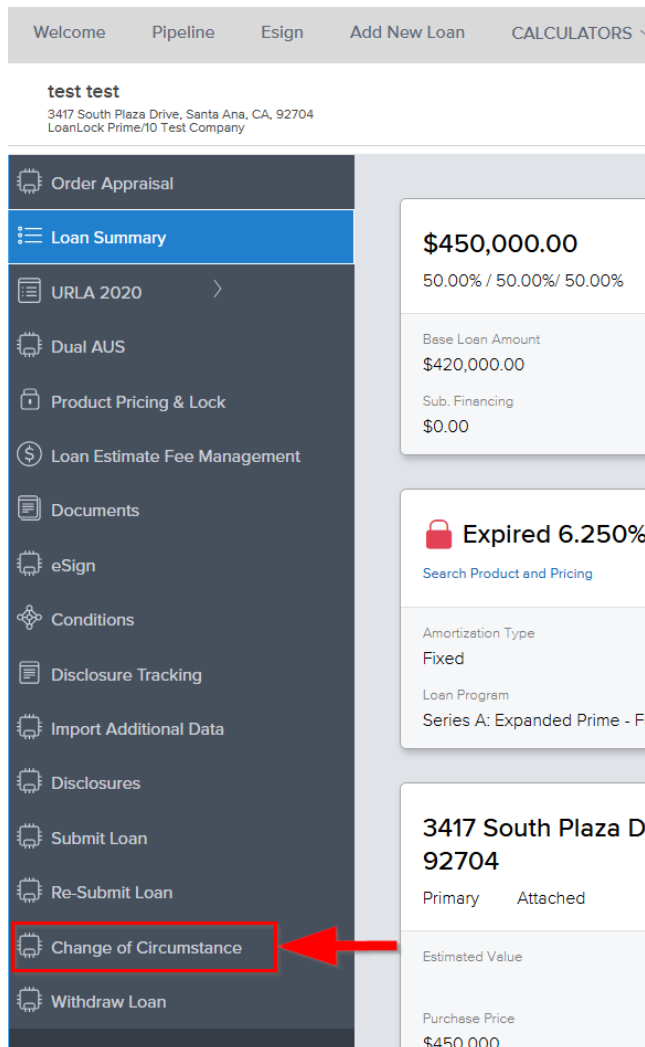 Welcome Pipeline Esign Add New Loan CALCULATORS
test test
3417 South Plaza Drive, Santa Ana, CA, 92704
LoanLock Prime/10 Test Company
Order Appraisal
Loan Summary
URLA 2020
Dual AUS
Product Pricing & Lock
Loan Estimate Fee Management
Documents
eSign
Conditions
Disclosure Tracking
Import Additional Data
Disclosures
Submit Loan
Re-Submit Loan
Change of Circumstance
Withdraw Loan
$450,000.00
50.00% / 50.00%/ 50.00%
Base Loan Amount
$420,000.00
Sub. Financing
$0.00
Expired 6.250%
Search Product and Pricing
Amortization Type
Fixed
Loan Program
Series A: Expanded Prime - F
3417 South Plaza D
92704
Primary Attached
Estimated Value
Purchase Price
$450,000